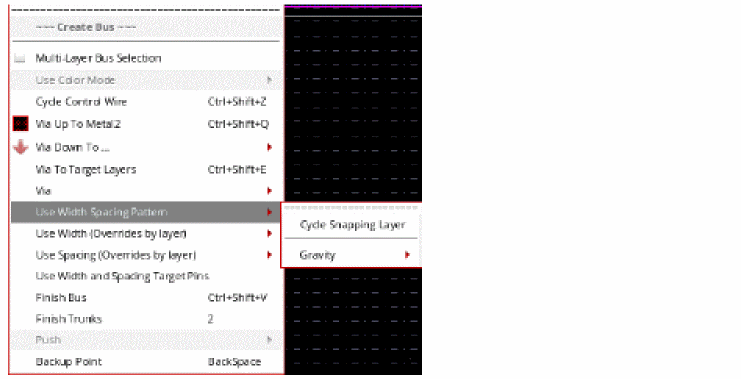 ~~~ Create Bus ~~~
Multi-Layer Bus Selection
Use Color Mode
Cycle Control Wire Ctrl+Shift+Z
Via Up To Metal2 Ctrl+Shift+Q
Via Down To ...
Via To Target Layers Ctrl+Shift+E
Via
Use Width Spacing Pattern
Cycle Snapping Layer
Use Width (Overrides by layer)
Use Spacing (Overrides by layer)
Gravity
Use Width and Spacing Target Pins
Finish Bus Ctrl+Shift+V
Finish Trunks 2
Push
Backup Point BackSpace